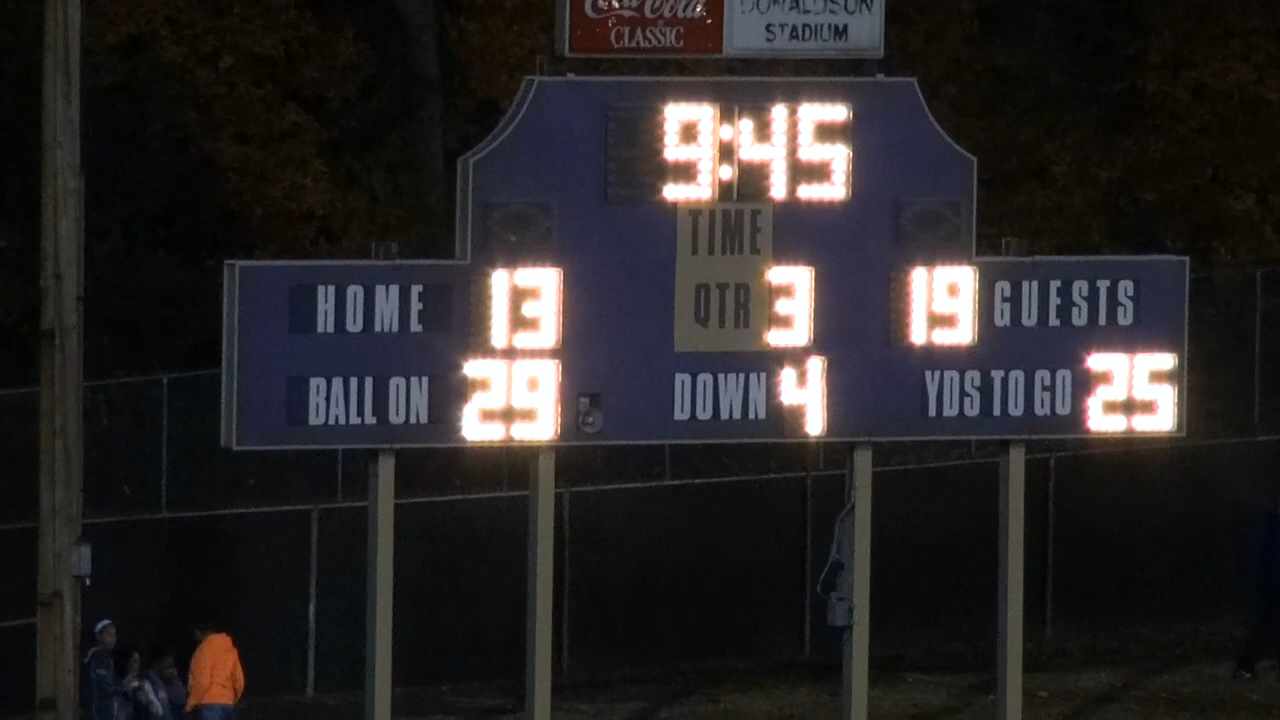 Coca-Cola
CLASSIC
DONALDSON
STADIUM
9:45
TIME
HOME 13 QTR 3 19 GUESTS
BALL ON 29 DOWN 4 YDS TO GO 25